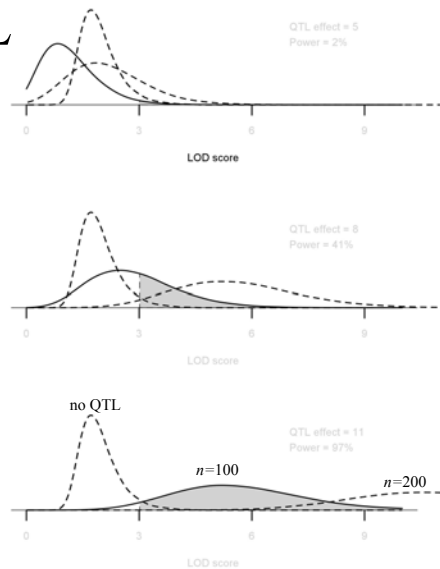 L
QTL effect = 5
Power = 2%
0 3 6 9
LOD score
QTL effect = 8
Power = 41%
0 3 6 9
LOD score
no QTL
QTL effect = 11
Power = 97%
n=100
n=200
0 3 6 9
LOD score